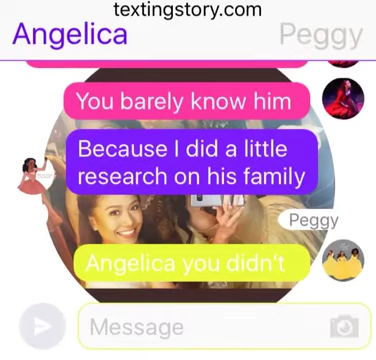 textingstory.com
Angelica
Peggy
You barely know him
Because I did a little
research on his family
Peggy
Angelica you didn't
Message